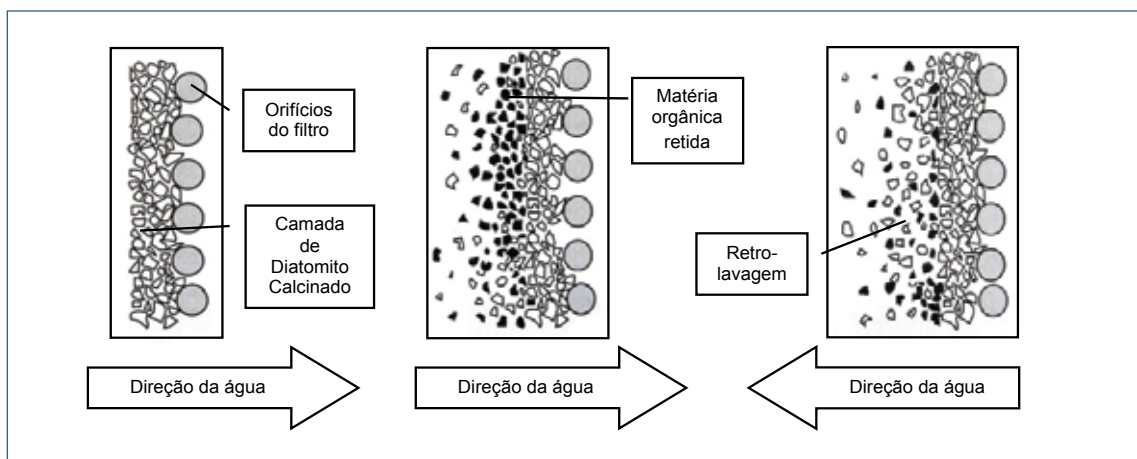 Orifícios
do filtro
Camada
de
Diatomito
Calcinado
Direção da água
Matéria
orgânica
retida
Direção da água
Retro-
lavagem
Direção da água